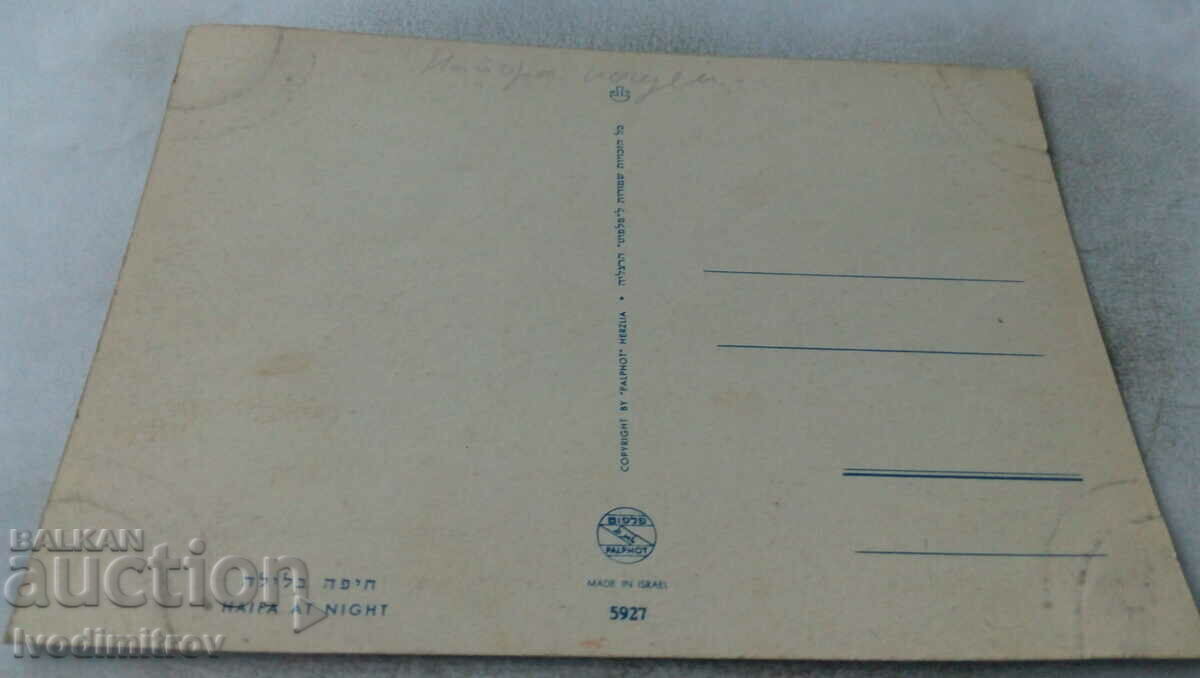 כל הזכויות שמורות ל"פלפוט" הרצליה • COPYRIGHT BY "PALPHOT" HERZLIA
פלפוט
PALPHOT
MADE IN ISRAEL
5927
חיפה בלילה
HAIFA AT NIGHT
BALKAN
auction
Ivodimitrov